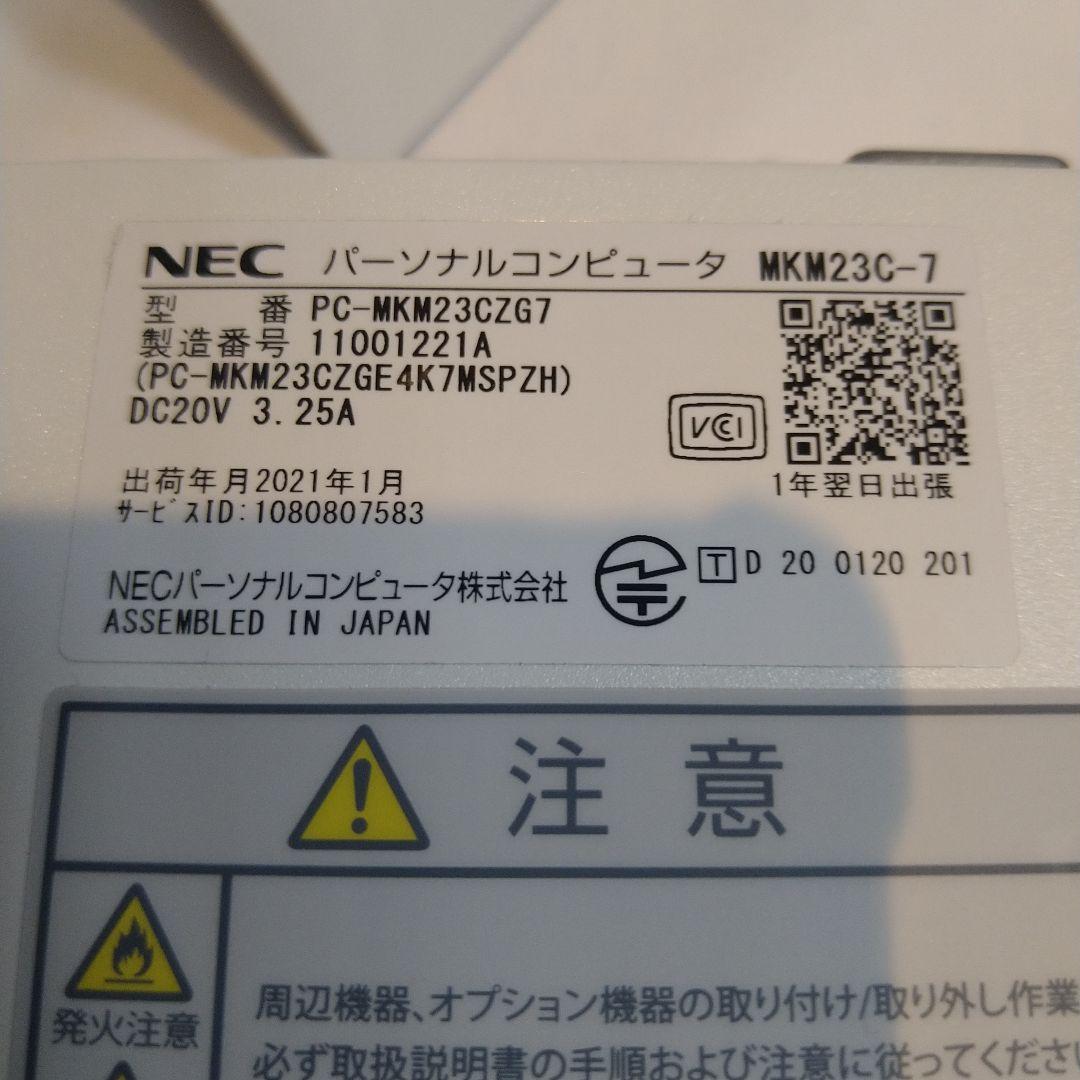 NEC パーソナルコンピュータ MKM23C-7
型 番 PC-MKM23CZG7
製造番号 11001221A
(PC-MKM23CZGE4K7MSPZH)
DC20V 3.25A
VCCI
出荷年月2021年1月
1年翌日出張
ｻｰﾋﾞｽID:1080807583
NECパーソナルコンピュータ株式会社
T D 20 0120 201
ASSEMBLED IN JAPAN
注 意
発火注意
周辺機器、オプション機器の取り付け/取り外し作業
必ず取扱説明書の手順および注意に従ってください